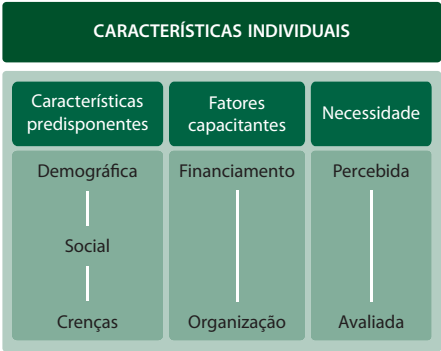 CARACTERÍSTICAS INDIVIDUAIS
Características
predisponentes
Fatores
capacitantes
Necessidade
Demográfica
Social
Crenças
Financiamento
Organização
Percebida
Avaliada